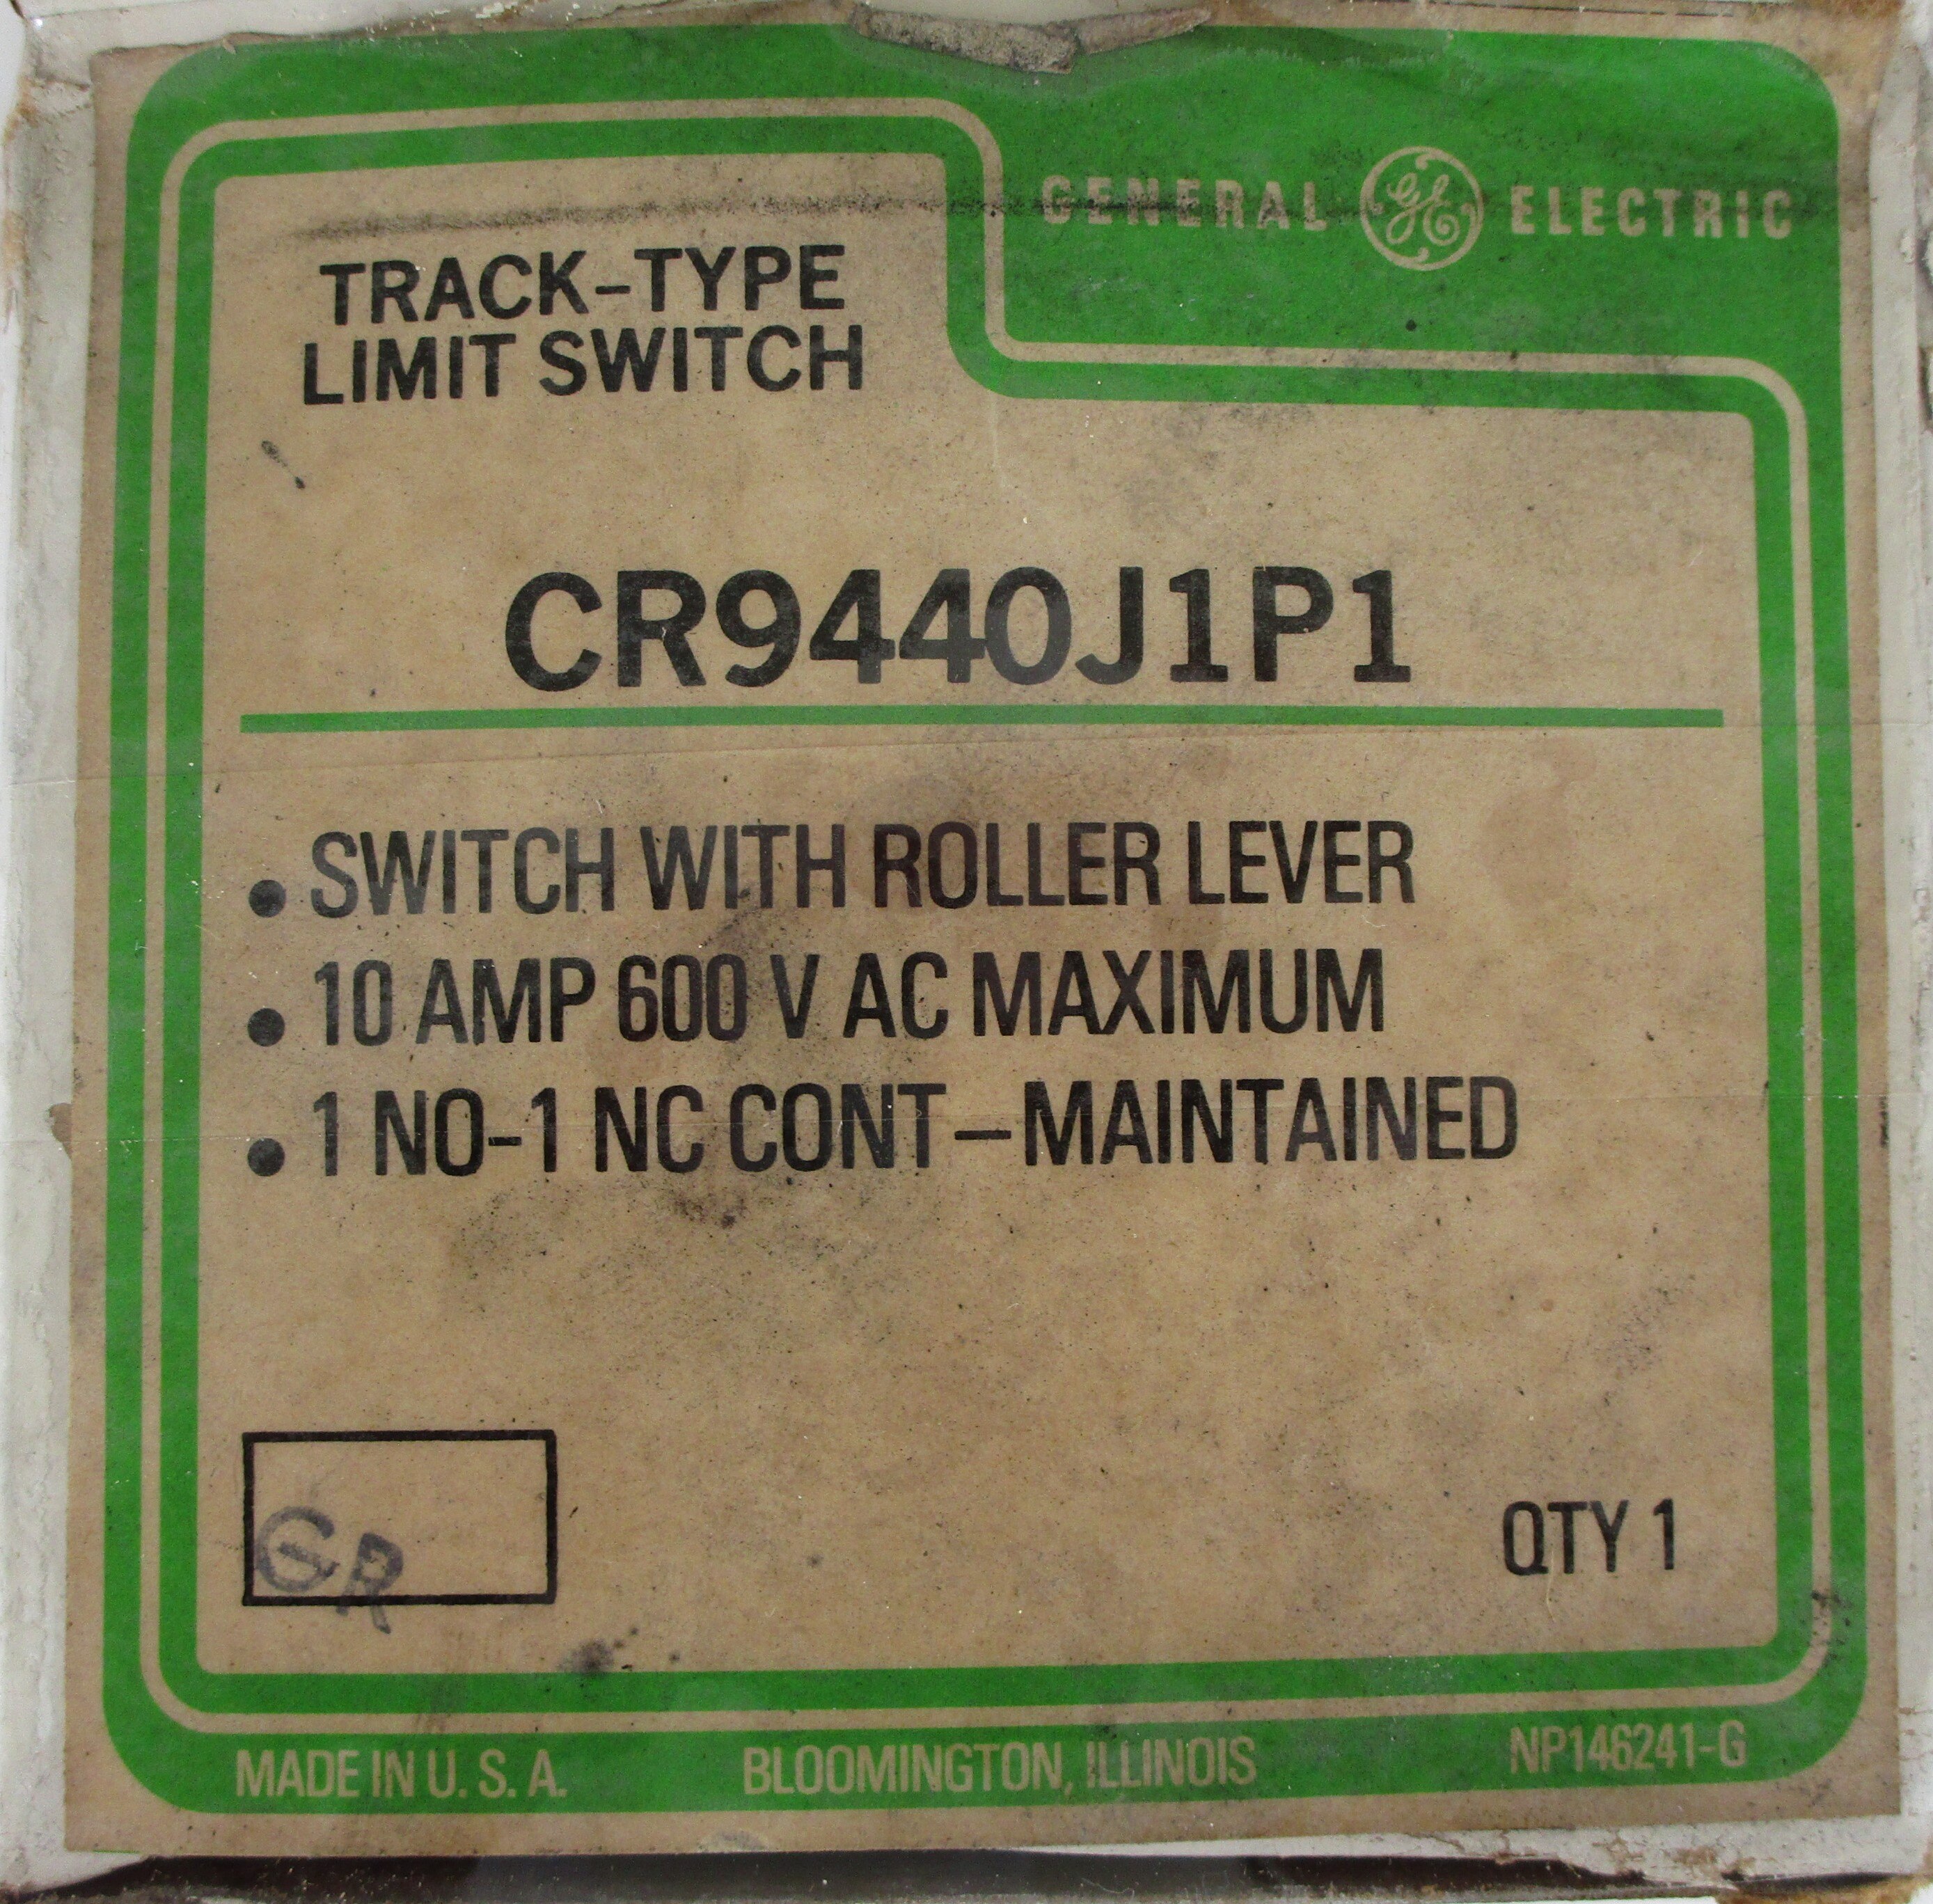 GENERAL GE ELECTRIC
TRACK-TYPE
LIMIT SWITCH
CR9440J1P1
• SWITCH WITH ROLLER LEVER
• 10 AMP 600 V AC MAXIMUM
• 1 NO-1 NC CONT-MAINTAINED
GR
QTY 1
MADE IN U. S. A. BLOOMINGTON, ILLINOIS NP146241-G